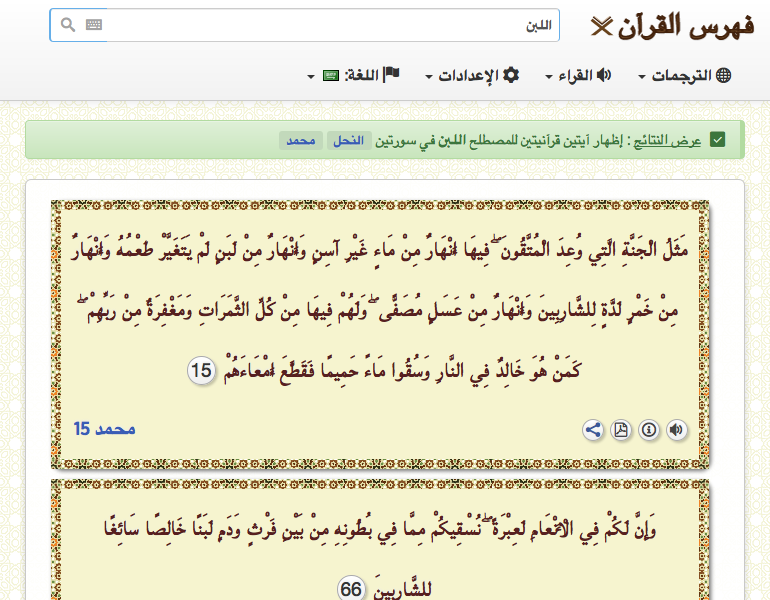 فهرس القرآن
اللبن
الترجمات
القراء
الإعدادات
اللغة:
عرض النتائج : إظهار آيتين قرآنيتين للمصطلح اللبن في سورتين النحل محمد
مَثَلُ الْجَنَّةِ الَّتِي وُعِدَ الْمُتَّقُونَ ۖ فِيهَا أَنْهَارٌ مِنْ مَاءٍ غَيْرِ آسِنٍ وَأَنْهَارٌ مِنْ لَبَنٍ لَمْ يَتَغَيَّرْ طَعْمُهُ وَأَنْهَارٌ
مِنْ خَمْرٍ لَذَّةٍ لِلشَّارِبِينَ وَأَنْهَارٌ مِنْ عَسَلٍ مُصَفًّى ۖ وَلَهُمْ فِيهَا مِنْ كُلِّ الثَّمَرَاتِ وَمَغْفِرَةٌ مِنْ رَبِّهِمْ ۖ
كَمَنْ هُوَ خَالِدٌ فِي النَّارِ وَسُقُوا مَاءً حَمِيمًا فَقَطَّعَ أَمْعَاءَهُمْ 15
محمد 15
وَإِنَّ لَكُمْ فِي الْأَنْعَامِ لَعِبْرَةً ۖ نُسْقِيكُمْ مِمَّا فِي بُطُونِهِ مِنْ بَيْنِ فَرْثٍ وَدَمٍ لَبَنًا خَالِصًا سَائِغًا
لِلشَّارِبِينَ 66